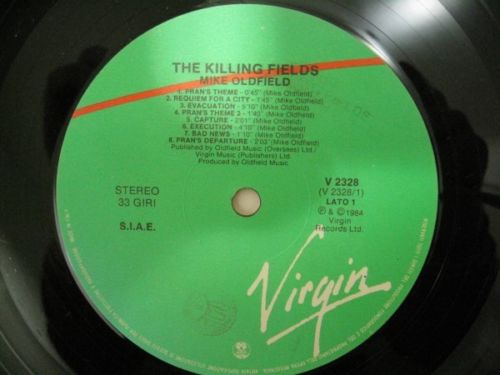 THE KILLING FIELDS
MIKE OLDFIELD
1. PRAN'S THEME - 0'45" (Mike Oldfield)
2. REQUIEM FOR A CITY - 1'45" (Mike Oldfield)
3. EVACUATION - 5'10" (Mike Oldfield)
4. PRAN'S THEME 2 - 1'40" (Mike Oldfield)
5. CAPTURE - 2'01" (Mike Oldfield)
6. EXECUTION - 4'10" (Mike Oldfield)
7. BAD NEWS - 1'10" (Mike Oldfield)
8. PRAN'S DEPARTURE - 2'03" (Mike Oldfield)
Published by Oldfield Music (Overseas) Ltd.
Virgin Music (Publishers) Ltd.
Produced by Oldfield Music.
STEREO
33 GIRI
S.I.A.E.
V 2328
(V 2328/1)
LATO 1
℗ & © 1984
Virgin
Records Ltd.
Virgin